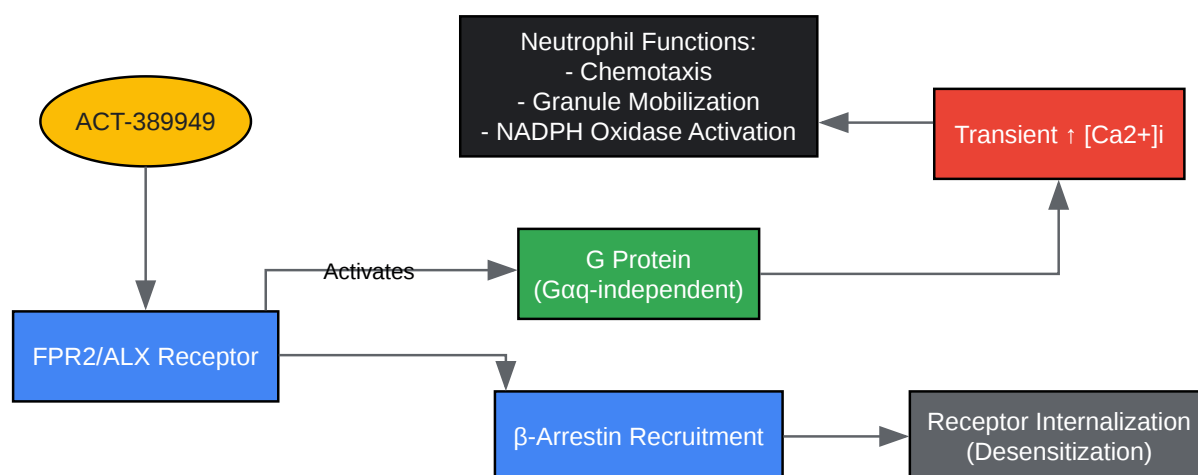 Neutrophil Functions:
- Chemotaxis
- Granule Mobilization
- NADPH Oxidase Activation
ACT-389949
Transient ↑ [Ca2+]i
Activates
G Protein
(Gαq-independent)
FPR2/ALX Receptor
β-Arrestin Recruitment
Receptor Internalization
(Desensitization)